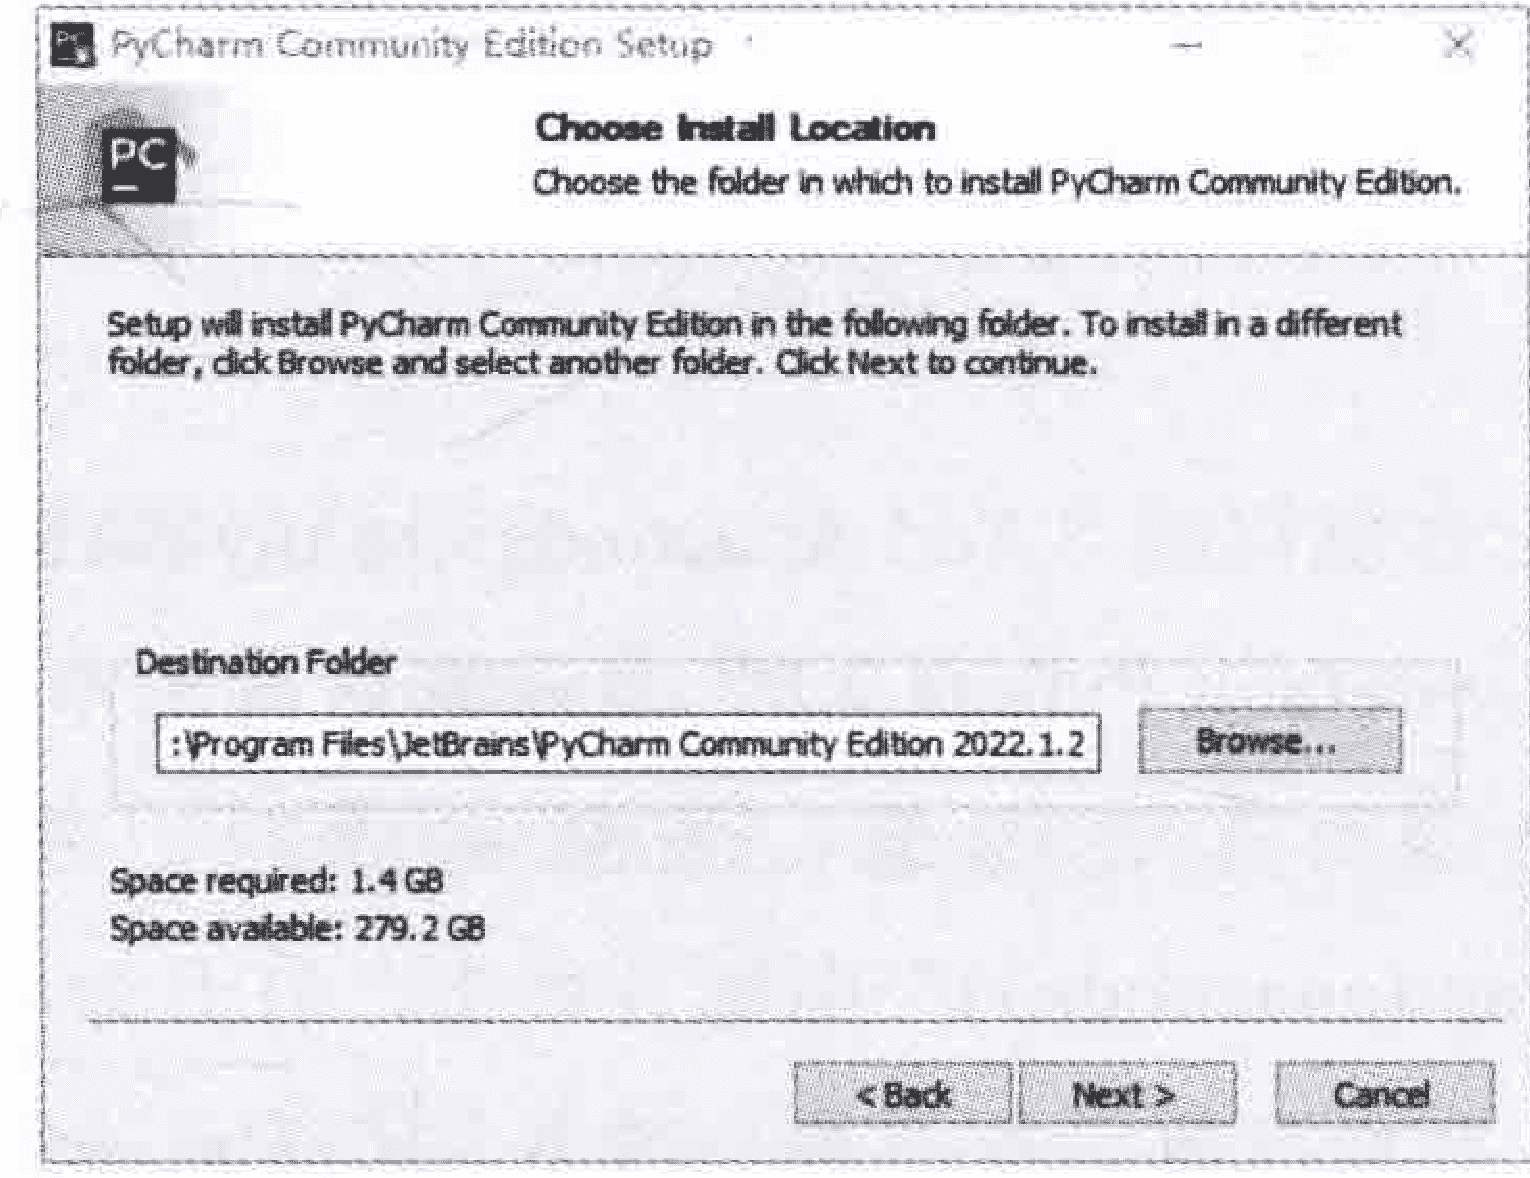 PC
PyCharm Community Edition Setup
PC
Choose Install Location
Choose the folder in which to install PyCharm Community Edition.
Setup will install PyCharm Community Edition in the following folder. To install in a different
folder, click Browse and select another folder. Click Next to continue.
Destination Folder
:\Program Files\JetBrains\PyCharm Community Edition 2022.1.2
Browse...
Space required: 1.4 GB
Space available: 279.2 GB
< Back
Next >
Cancel